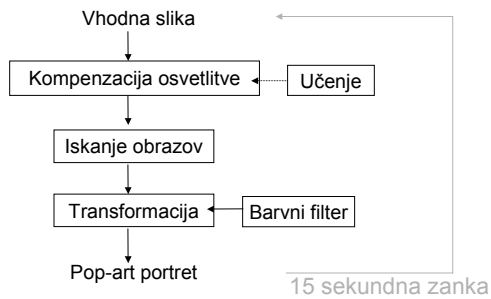 Vhodna slika
Kompenzacija osvetlitve
Učenje
Iskanje obrazov
Transformacija
Barvni filter
Pop-art portret
15 sekundna zanka